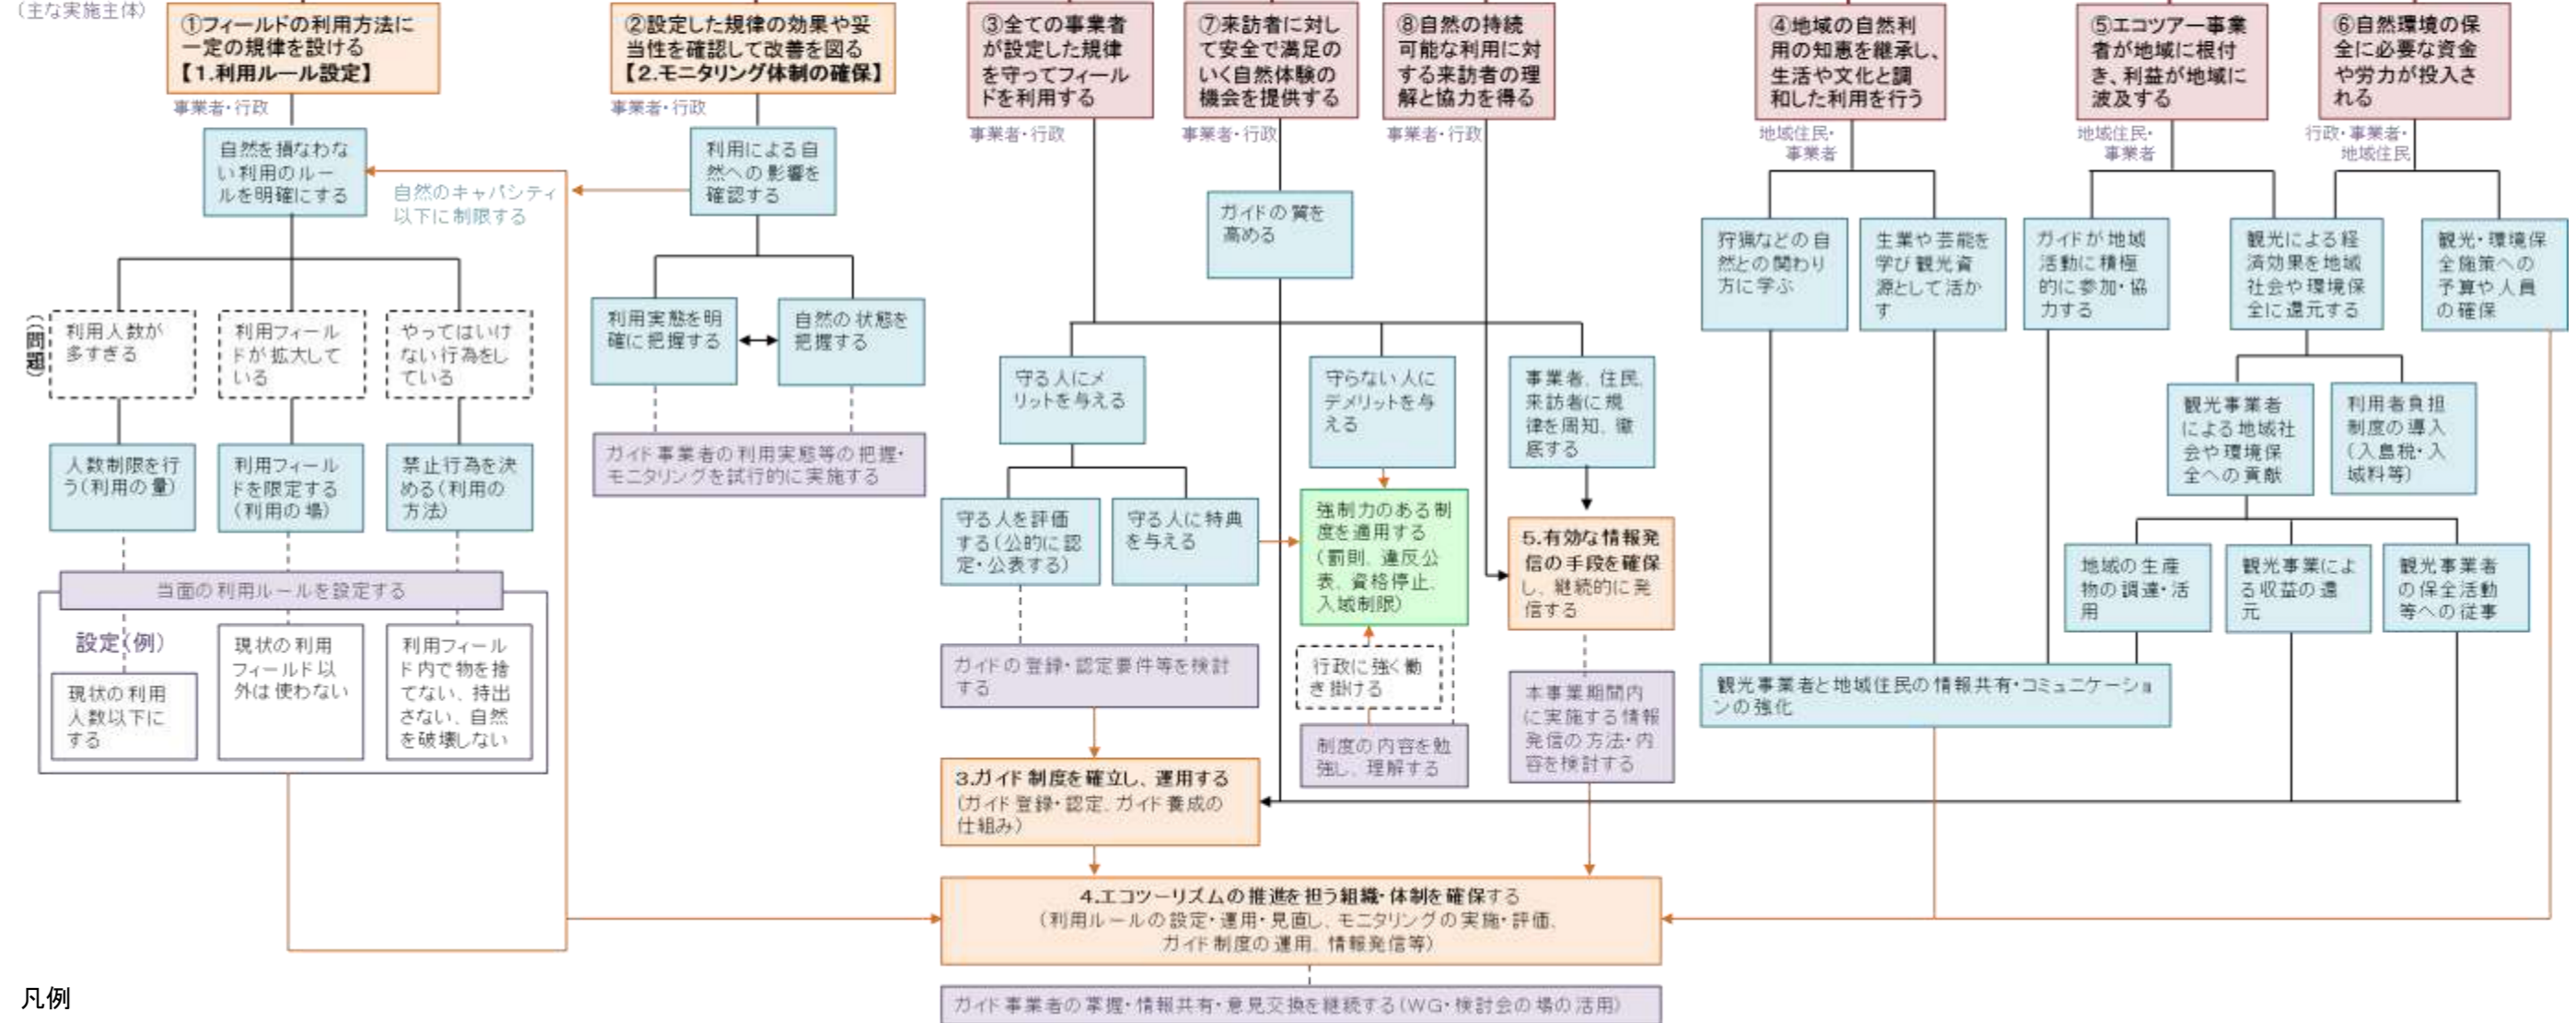 (主な実施主体)
①フィールドの利用方法に
一定の規律を設ける
【1.利用ルール設定】
事業者・行政
②設定した規律の効果や妥
当性を確認して改善を図る
【2.モニタリング体制の確保】
事業者・行政
③全ての事業者
が設定した規律
を守ってフィール
ドを利用する
事業者・行政
⑦来訪者に対し
て安全で満足の
いく自然体験の
機会を提供する
事業者・行政
⑧自然の持続
可能な利用に対
する来訪者の理
解と協力を得る
事業者・行政
④地域の自然利
用の知恵を継承し、
生活や文化と調
和した利用を行う
地域住民・
事業者
⑤エコツアー事業
者が地域に根付
き、利益が地域に
波及する
地域住民・
事業者
⑥自然環境の保
全に必要な資金
や労力が投入さ
れる
行政・事業者・
地域住民
自然を損なわな
い利用のルー
ルを明確にする
自然のキャパシティ
以下に制限する
利用による自
然への影響を
確認する
ガイドの質を
高める
狩猟などの自
然との関わり
方に学ぶ
生業や芸能を
学び観光資
源として活か
す
ガイドが地域
活動に積極
的に参加・協
力する
観光による経
済効果を地域
社会や環境保
全に還元する
観光・環境保
全施策への
予算や人員
の確保
(問題)
利用人数が
多すぎる
利用フィール
ドが拡大して
いる
やってはいけ
ない行為をし
ている
利用実態を明
確に把握する
自然の状態を
把握する
守る人にメ
リットを与える
守らない人に
デメリットを与
える
事業者、住民、
来訪者に規
律を周知、徹
底する
観光事業者
による地域社
会や環境保
全への貢献
利用者負担
制度の導入
(入島税・入
域料等)
人数制限を行
う(利用の量)
利用フィール
ドを限定する
(利用の場)
禁止行為を決
める(利用の
方法)
ガイド事業者の利用実態等の把握・
モニタリングを試行的に実施する
守る人を評価
する(公的に認
定・公表する)
守る人に特典
を与える
強制力のある制
度を適用する
(罰則、違反公
表、資格停止、
入域制限)
5.有効な情報発
信の手段を確保
し、継続的に発
信する
地域の生産
物の調達・活
用
観光事業によ
る収益の還
元
観光事業者
の保全活動
等への従事
当面の利用ルールを設定する
設定(例)
現状の利用
人数以下に
する
現状の利用
フィールド以
外は使わない
利用フィール
ド内で物を捨
てない、持出
さない、自然
を破壊しない
ガイドの登録・認定要件等を検討
する
行政に強く働
き掛ける
制度の内容を勉
強し、理解する
本事業期間内
に実施する情報
発信の方法・内
容を検討する
観光事業者と地域住民の情報共有・コミュニケーショ
ンの強化
3.ガイド制度を確立し、運用する
(ガイド登録・認定、ガイド養成の
仕組み)
4.エコツーリズムの推進を担う組織・体制を確保する
(利用ルールの設定・運用・見直し、モニタリングの実施・評価、
ガイド制度の運用、情報発信等)
ガイド事業者の掌握・情報共有・意見交換を継続する(WG・検討会の場の活用)
凡例